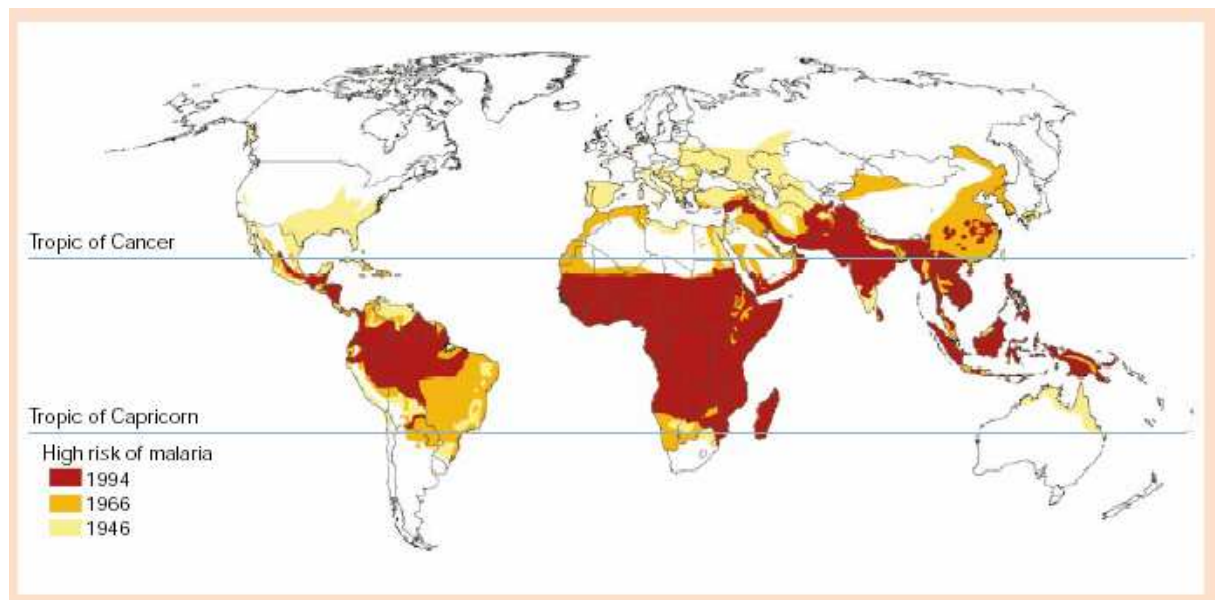 Tropic of Cancer
Tropic of Capricorn
High risk of malaria
1994
1966
1946